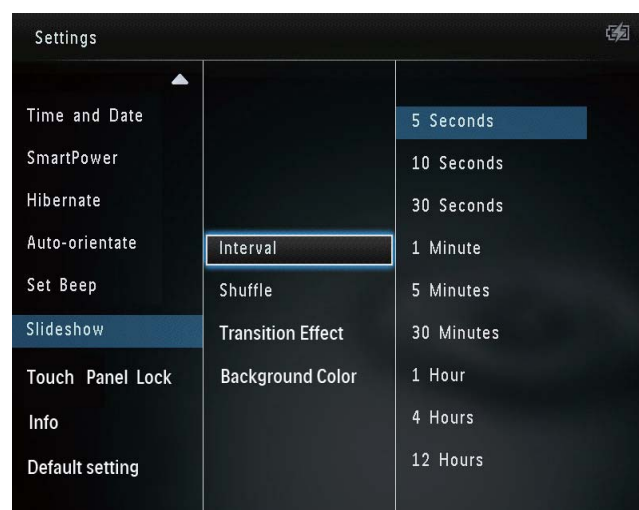 Settings
Time and Date
SmartPower
Hibernate
Auto-orientate
Set Beep
Slideshow
Touch Panel Lock
Info
Default setting
Interval
Shuffle
Transition Effect
Background Color
5 Seconds
10 Seconds
30 Seconds
1 Minute
5 Minutes
30 Minutes
1 Hour
4 Hours
12 Hours